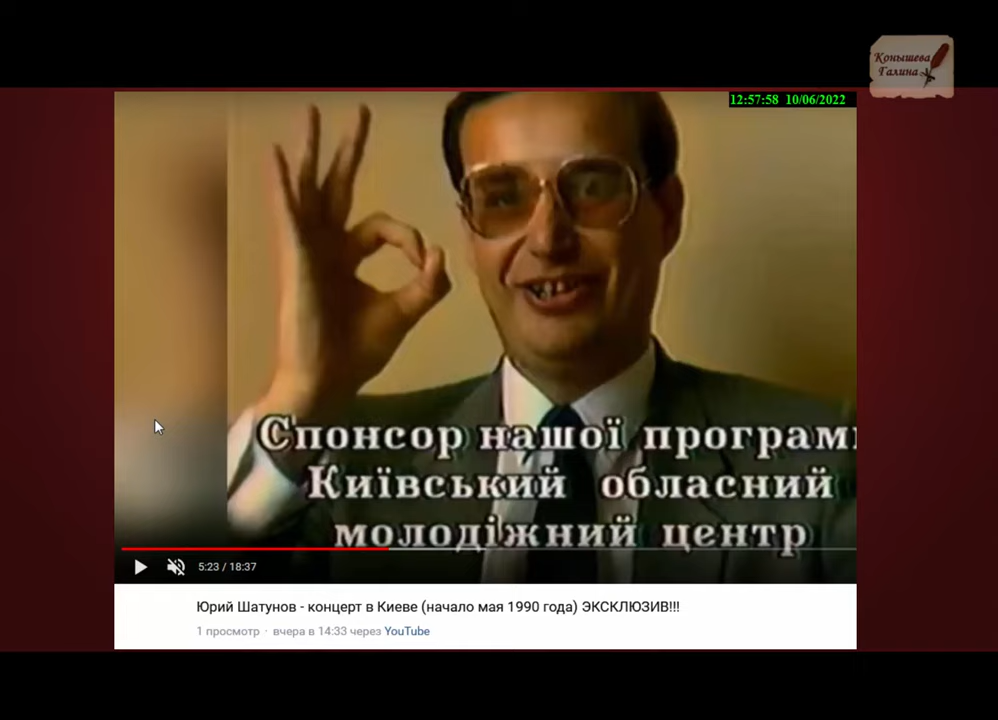 Конышева
Галина
12:57:58 10/06/2022
Спонсор нашої програми
Київський обласний
молодіжний центр
5:23 / 18:37
Юрий Шатунов - концерт в Киеве (начало мая 1990 года) ЭКСКЛЮЗИВ!!!
1 просмотр · вчера в 14:33 через YouTube